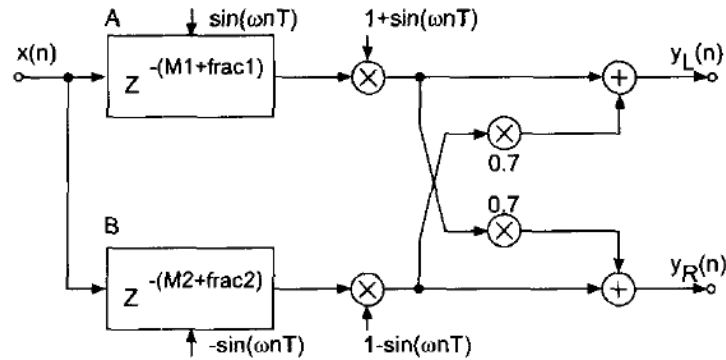 A
sin(ωnT)
1+sin(ωnT)
x(n)
z -(M1+frac1)
y_L(n)
0.7
0.7
B
z -(M2+frac2)
y_R(n)
-sin(ωnT)
1-sin(ωnT)